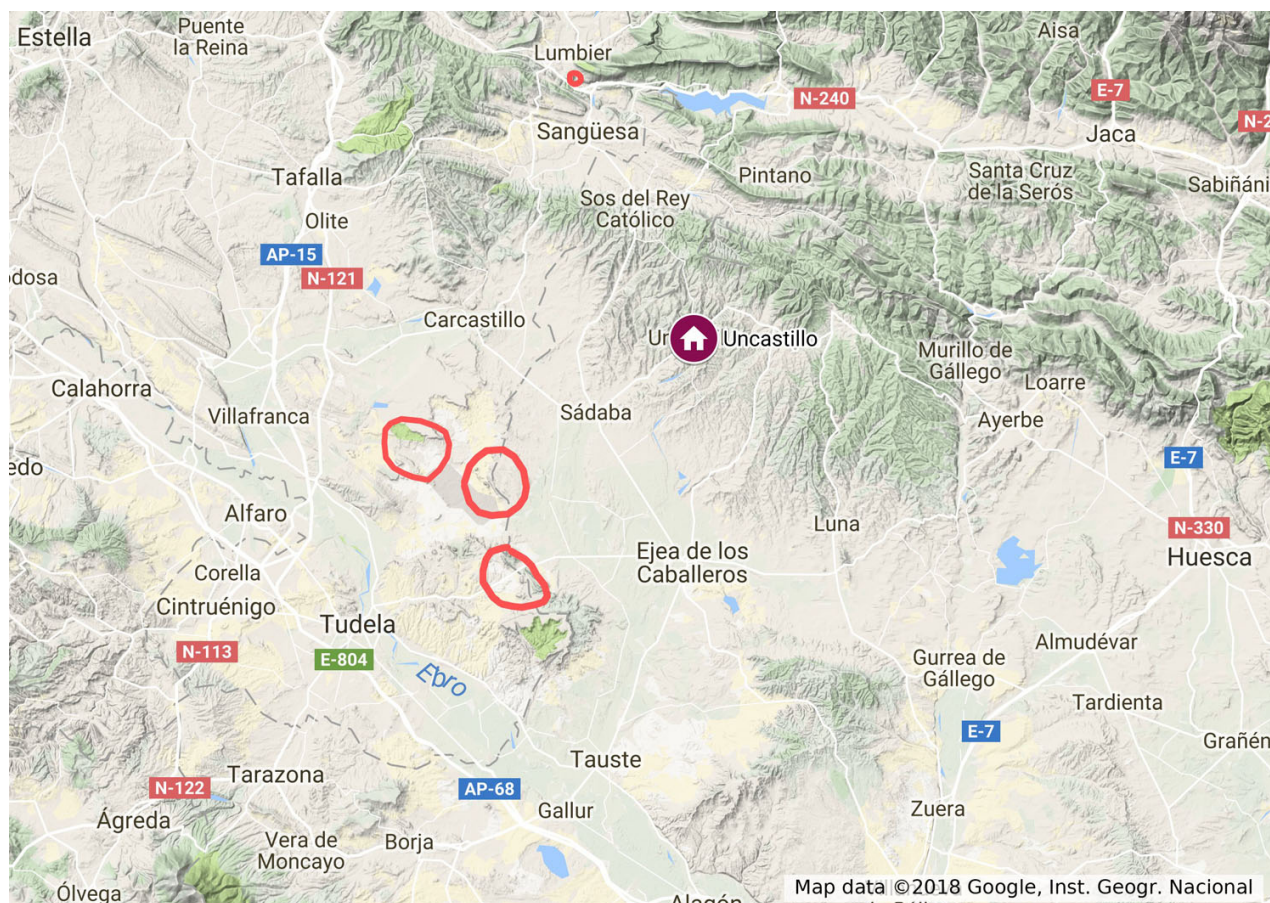 Estella
Puente
la Reina
Lumbier
Aisa
N-240
E-7
Sangüesa
Jaca
Tafalla
Pintano
Santa Cruz
de la Serós
Sos del Rey
Católico
Olite
AP-15
N-121
Carcastillo
Uncastillo
Murillo de
Gállego
Loarre
Calahorra
Villafranca
Sádaba
Ayerbe
E-7
Alfaro
Luna
N-330
Ejea de los
Caballeros
Huesca
Corella
Cintruénigo
Tudela
N-113
E-804
Ebro
Almudévar
Gurrea de
Gállego
Tardienta
E-7
Tauste
Tarazona
N-122
AP-68
Gallur
Zuera
Ágreda
Vera de
Moncayo
Borja
Ólvega
Map data ©2018 Google, Inst. Geogr. Nacional